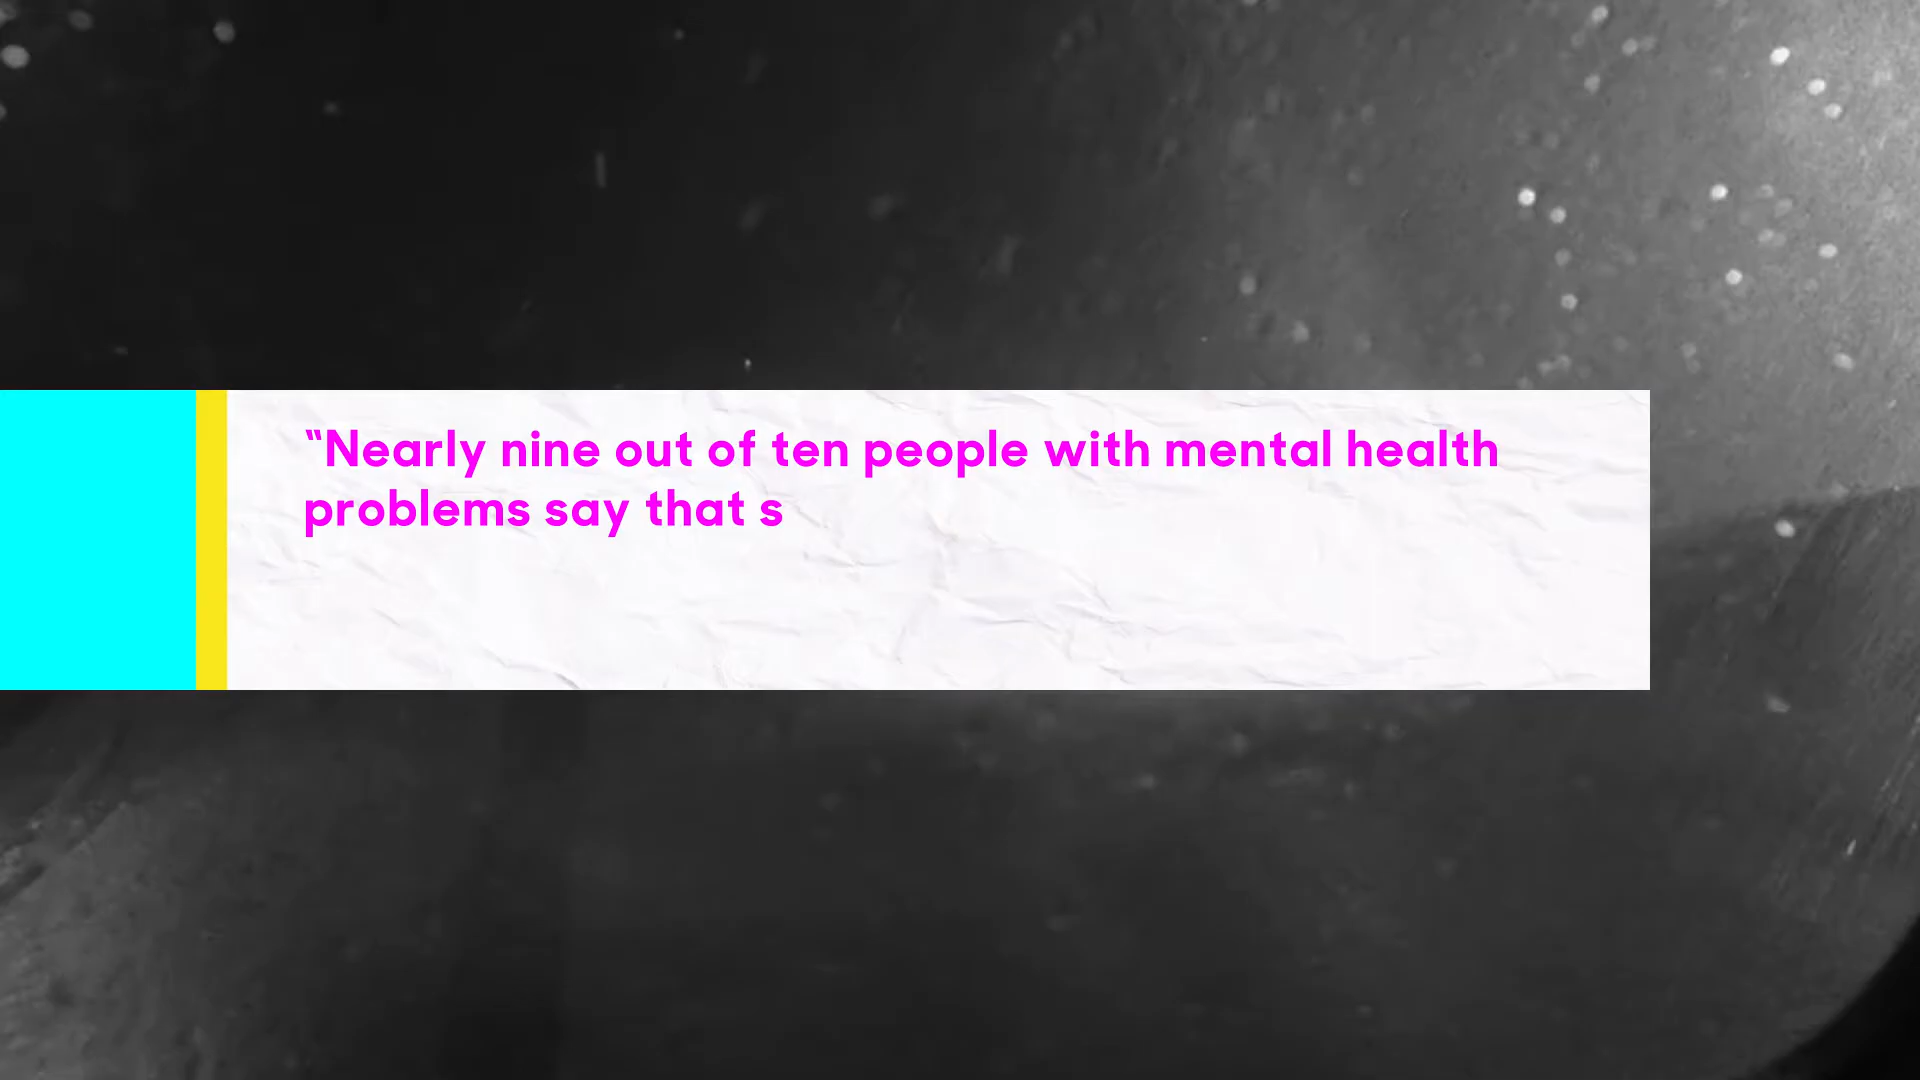 “Nearly nine out of ten people with mental health
problems say that s